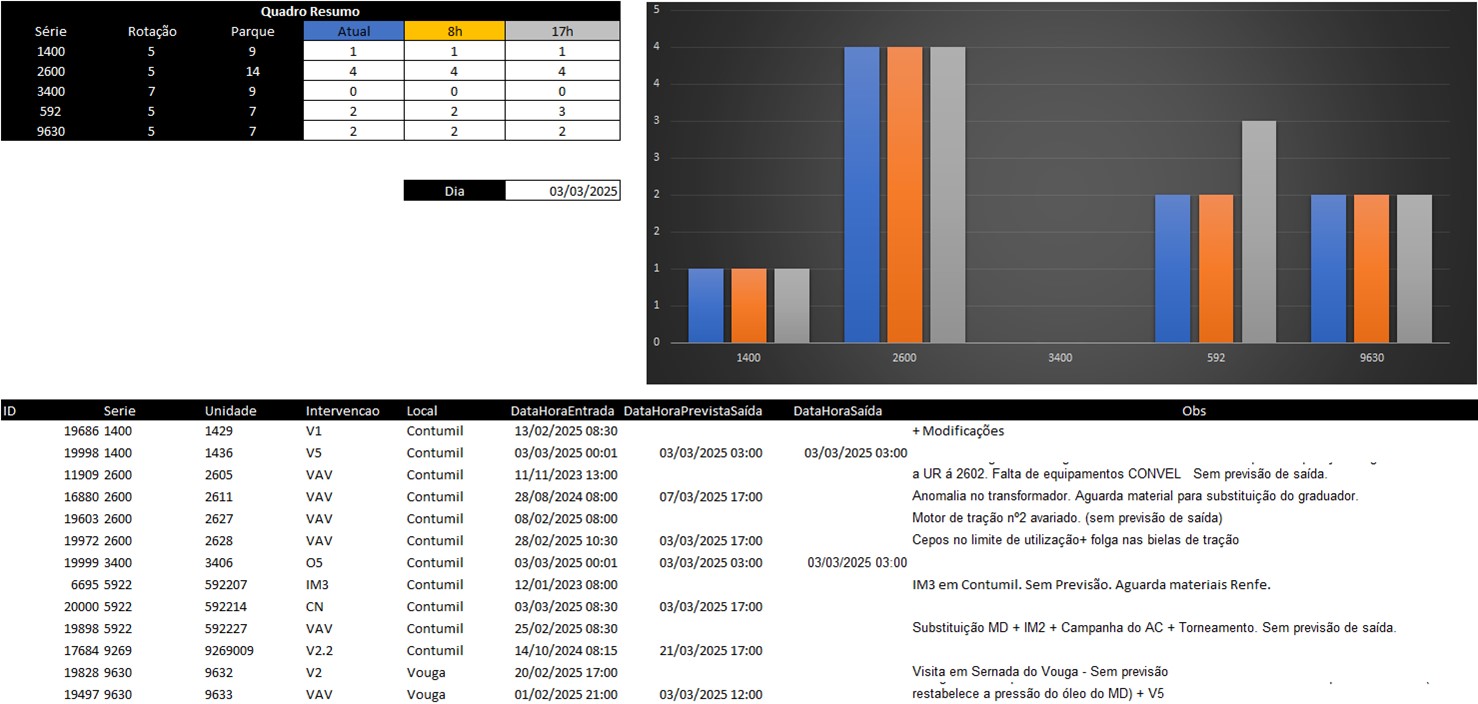 Quadro Resumo
Série Rotação Parque Atual 8h 17h
1400 5 9 1 1 1
2600 5 14 4 4 4
3400 7 9 0 0 0
592 5 7 2 2 3
9630 5 7 2 2 2
Dia 03/03/2025
5
4
4
3
3
2
2
1
1
0
1400 2600 3400 592 9630
ID Serie Unidade Intervencao Local DataHoraEntrada DataHoraPrevistaSaída DataHoraSaída Obs
19686 1400 1429 V1 Contumil 13/02/2025 08:30 + Modificações
19998 1400 1436 V5 Contumil 03/03/2025 00:01 03/03/2025 03:00 03/03/2025 03:00
11909 2600 2605 VAV Contumil 11/11/2023 13:00 a UR á 2602. Falta de equipamentos CONVEL Sem previsão de saída.
16880 2600 2611 VAV Contumil 28/08/2024 08:00 07/03/2025 17:00 Anomalia no transformador. Aguarda material para substituição do graduador.
19603 2600 2627 VAV Contumil 08/02/2025 08:00 Motor de tração nº2 avariado. (sem previsão de saída)
19972 2600 2628 VAV Contumil 28/02/2025 10:30 03/03/2025 17:00 Cepos no limite de utilização+ folga nas bielas de tração
19999 3400 3406 O5 Contumil 03/03/2025 00:01 03/03/2025 03:00 03/03/2025 03:00
6695 5922 592207 IM3 Contumil 12/01/2023 08:00 IM3 em Contumil. Sem Previsão. Aguarda materiais Renfe.
20000 5922 592214 CN Contumil 03/03/2025 08:30 03/03/2025 17:00
19898 5922 592227 VAV Contumil 25/02/2025 08:30 Substituição MD + IM2 + Campanha do AC + Torneamento. Sem previsão de saída.
17684 9269 9269009 V2.2 Contumil 14/10/2024 08:15 21/03/2025 17:00
19828 9630 9632 V2 Vouga 20/02/2025 17:00 Visita em Sernada do Vouga - Sem previsão
19497 9630 9633 VAV Vouga 01/02/2025 21:00 03/03/2025 12:00 restabelece a pressão do óleo do MD) + V5